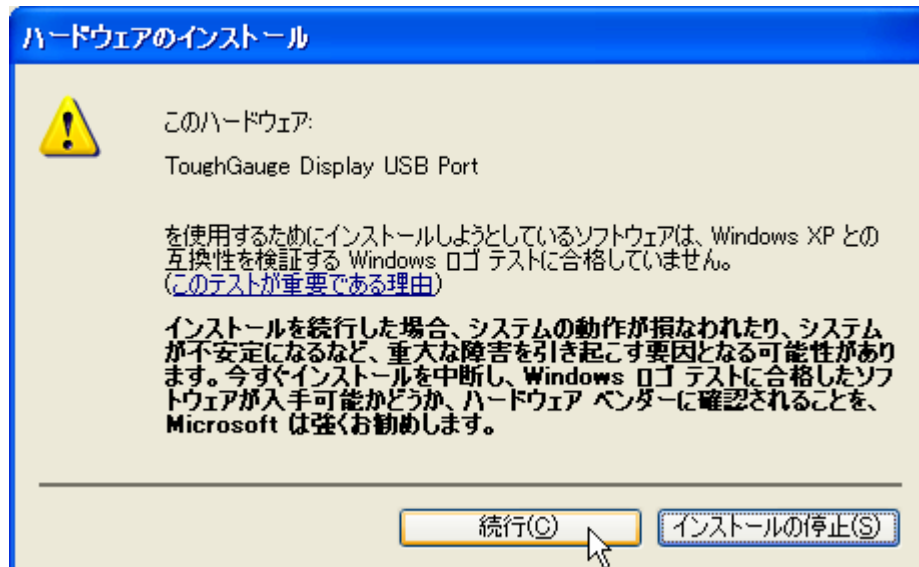 ハードウェアのインストール
このハードウェア:
ToughGauge Display USB Port
を使用するためにインストールしようとしているソフトウェアは、Windows XP との
互換性を検証する Windows ロゴ テストに合格していません。
(このテストが重要である理由)
インストールを続行した場合、システムの動作が損なわれたり、システム
が不安定になるなど、重大な障害を引き起こす要因となる可能性があり
ます。今すぐインストールを中断し、Windows ロゴ テストに合格したソフ
トウェアが入手可能かどうか、ハードウェア ベンダーに確認されることを、
Microsoft は強くお勧めします。
続行(C)
インストールの停止(S)